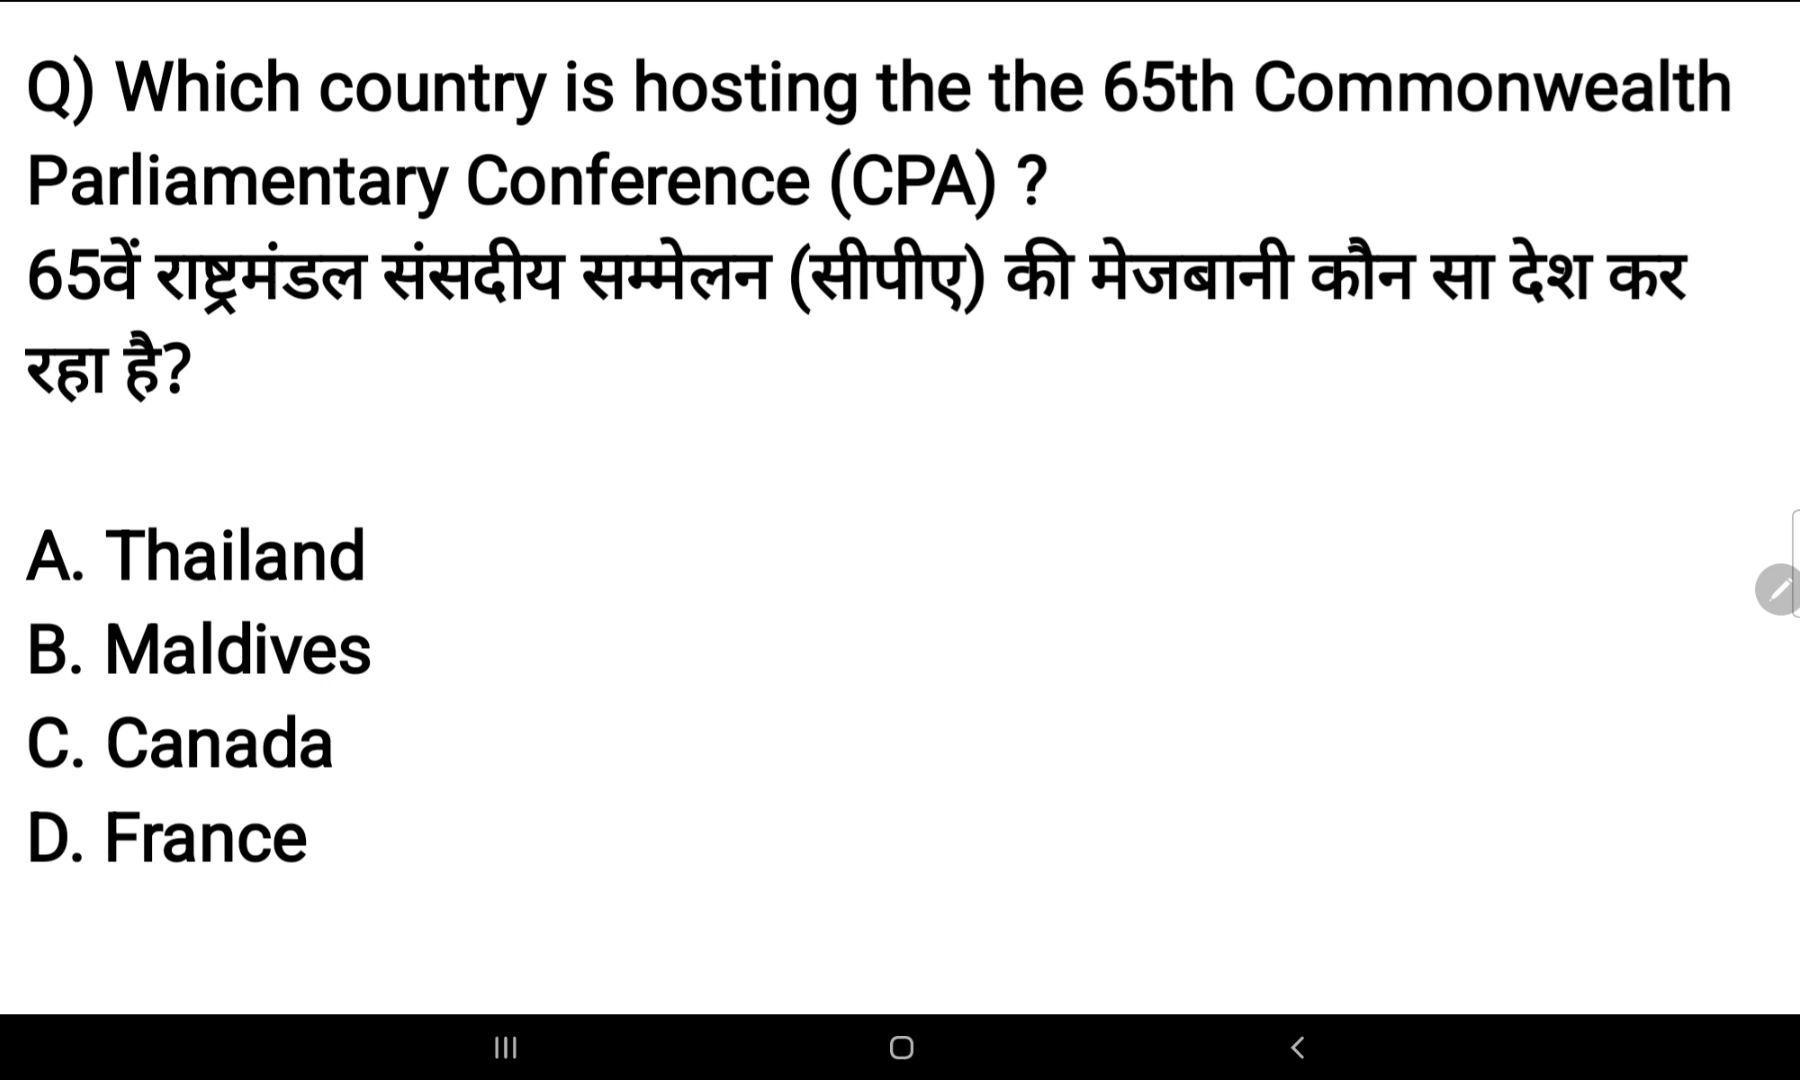 Q) Which country is hosting the the 65th Commonwealth
Parliamentary Conference (CPA) ?
65वें राष्ट्रमंडल संसदीय सम्मेलन (सीपीए) की मेजबानी कौन सा देश कर
रहा है?
A. Thailand
B. Maldives
C. Canada
D. France